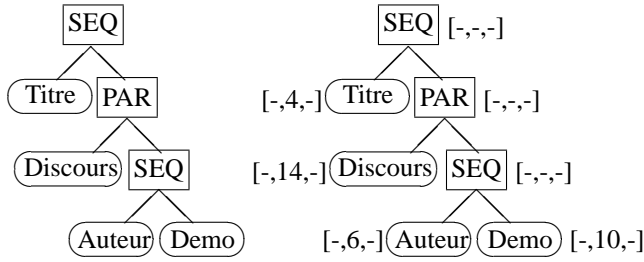 SEQ SEQ [-,-,-]
Titre PAR [-,4,-] Titre PAR [-,-,-]
Discours SEQ [-,14,-] Discours SEQ [-,-,-]
Auteur Demo [-,6,-] Auteur Demo [-,10,-]